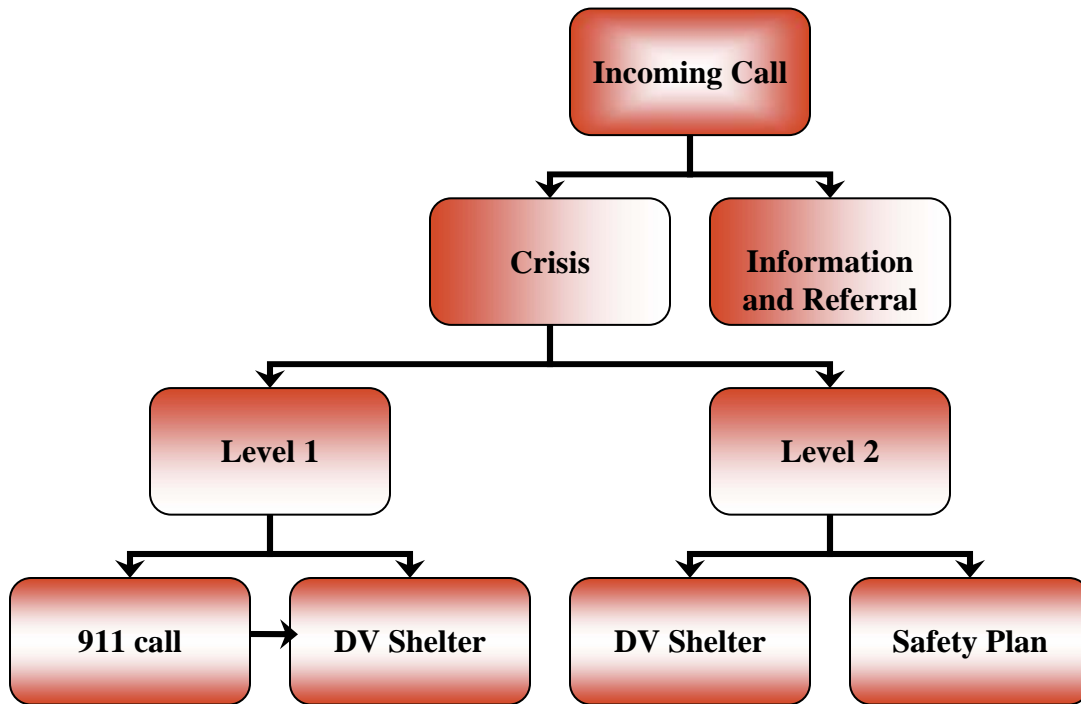 Incoming Call
Crisis
Information
and Referral
Level 1
Level 2
911 call
DV Shelter
DV Shelter
Safety Plan